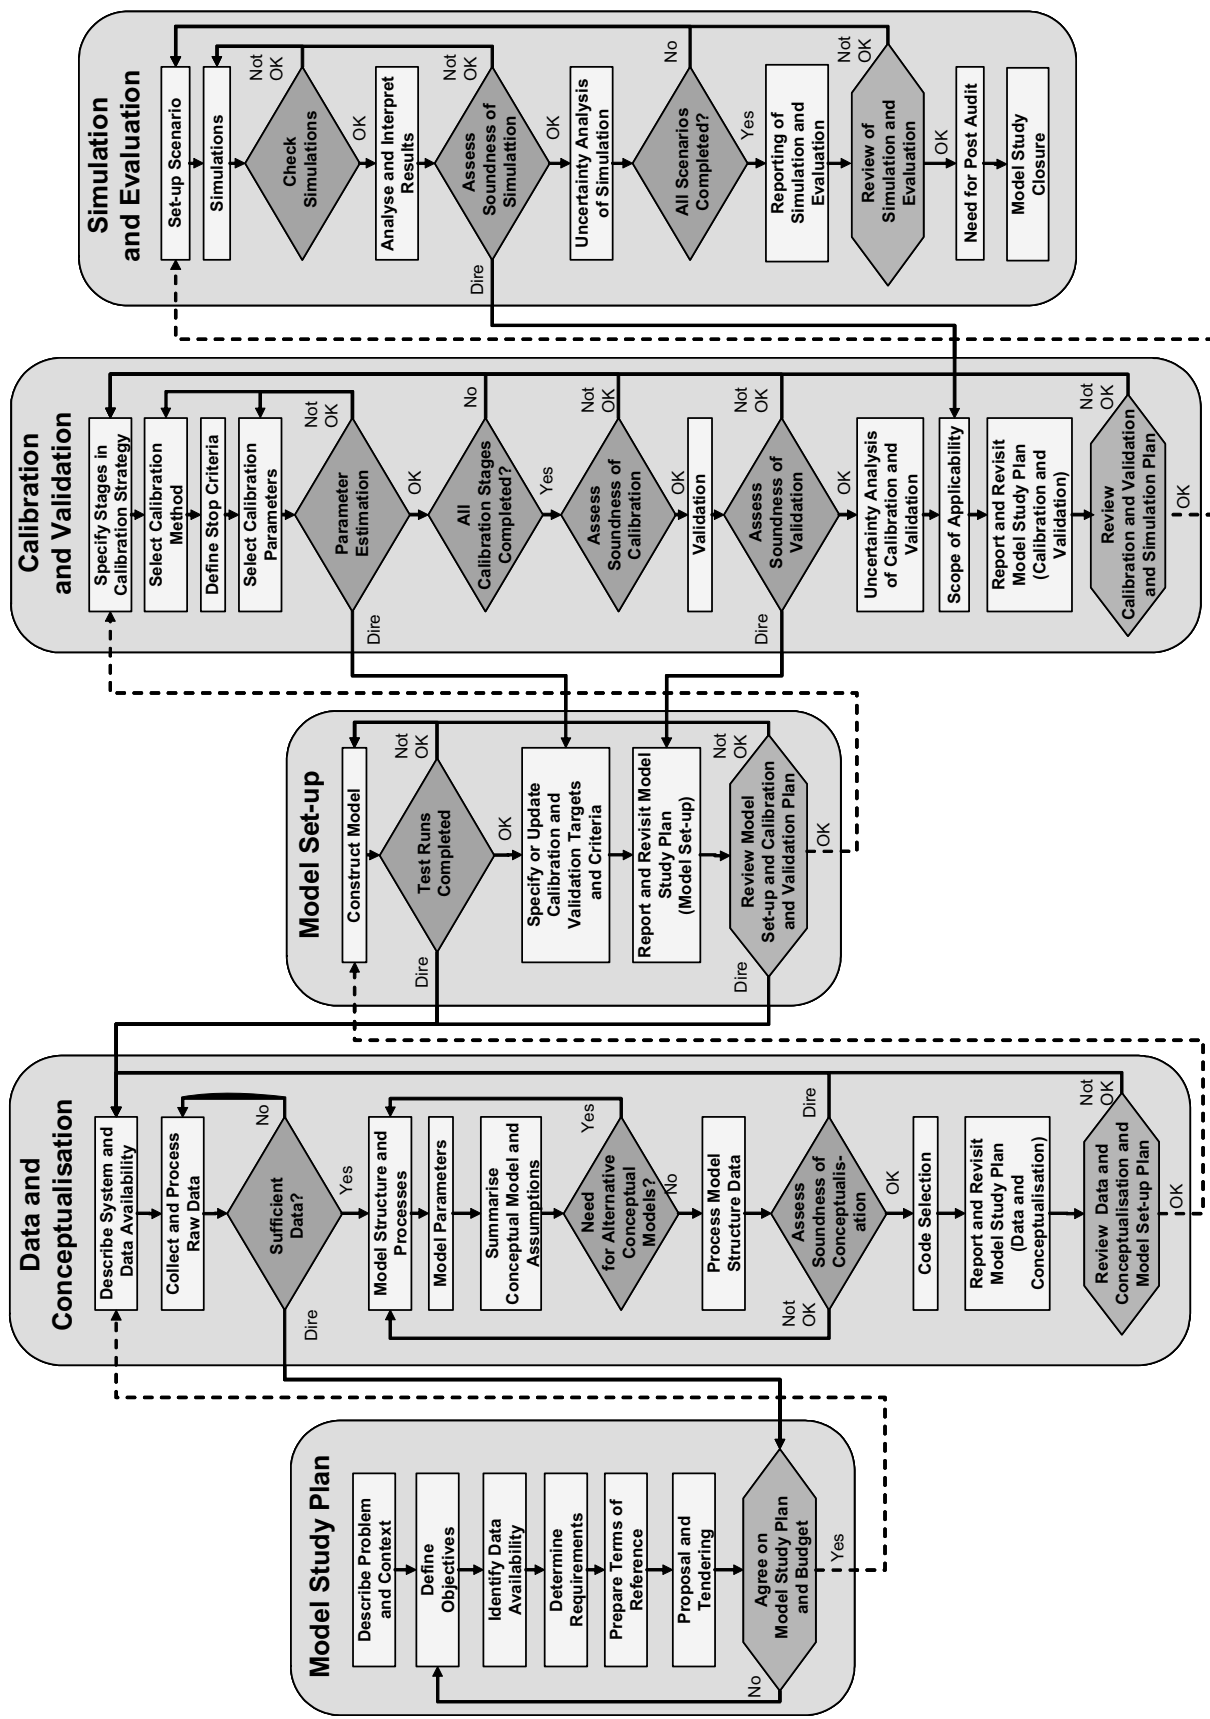 Model Study Plan
Describe Problem
and Context
Define
Objectives
Identify Data
Availability
Determine
Requirements
Prepare Terms of
Reference
Proposal and
Tendering
Agree on
Model Study Plan
and Budget
No
Yes
Data and
Conceptualisation
Describe System and
Data Availability
Collect and Process
Raw Data
Sufficient
Data?
No
Dire
Yes
Model Structure and
Processes
Model Parameters
Summarise
Conceptual Model and
Assumptions
Need
for Alternative
Conceptual
Models?
Yes
No
Process Model
Structure Data
Assess
Soundness of
Conceptualis-
ation
Not
OK
Dire
OK
Code Selection
Report and Revisit
Model Study Plan
(Data and
Conceptualisation)
Review Data and
Conceptualisation and
Model Set-up Plan
Not
OK
OK
Model Set-up
Construct Model
Test Runs
Completed
Dire
Not
OK
OK
Specify or Update
Calibration and
Validation Targets
and Criteria
Report and Revisit Model
Study Plan
(Model Set-up)
Review Model
Set-up and Calibration
and Validation Plan
Dire
Not
OK
OK
Calibration
and Validation
Specify Stages in
Calibration Strategy
Select Calibration
Method
Define Stop Criteria
Select Calibration
Parameters
Parameter
Estimation
Dire
Not
OK
OK
All
Calibration Stages
Completed?
No
Yes
Assess
Soundness of
Calibration
Not
OK
OK
Validation
Assess
Soundness of
Validation
Dire
Not
OK
OK
Uncertainty Analysis
of Calibration and
Validation
Scope of Applicability
Report and Revisit
Model Study Plan
(Calibration and
Validation)
Review
Calibration and Validation
and Simulation Plan
Not
OK
OK
Simulation
and Evaluation
Set-up Scenario
Simulations
Check
Simulations
Not
OK
OK
Analyse and Interpret
Results
Assess
Soundness of
Simulattion
Dire
Not
OK
OK
Uncertainty Analysis
of Simulation
All Scenarios
Completed?
No
Yes
Reporting of
Simulation and
Evaluation
Review of
Simulation and
Evaluation
Not
OK
OK
Need for Post Audit
Model Study
Closure